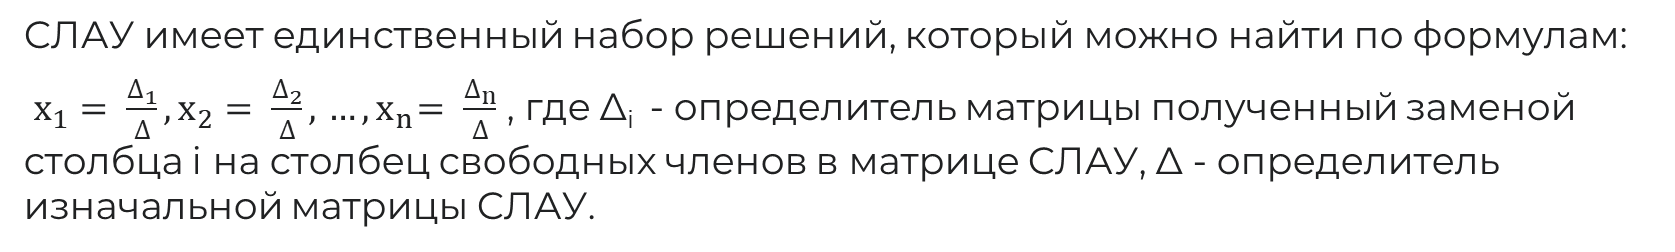 СЛАУ имеет единственный набор решений, который можно найти по формулам:
x₁ = Δ₁/Δ, x₂ = Δ₂/Δ, ..., xₙ= Δn/Δ, где Δᵢ - определитель матрицы полученный заменой
столбца i на столбец свободных членов в матрице СЛАУ, Δ - определитель
изначальной матрицы СЛАУ.